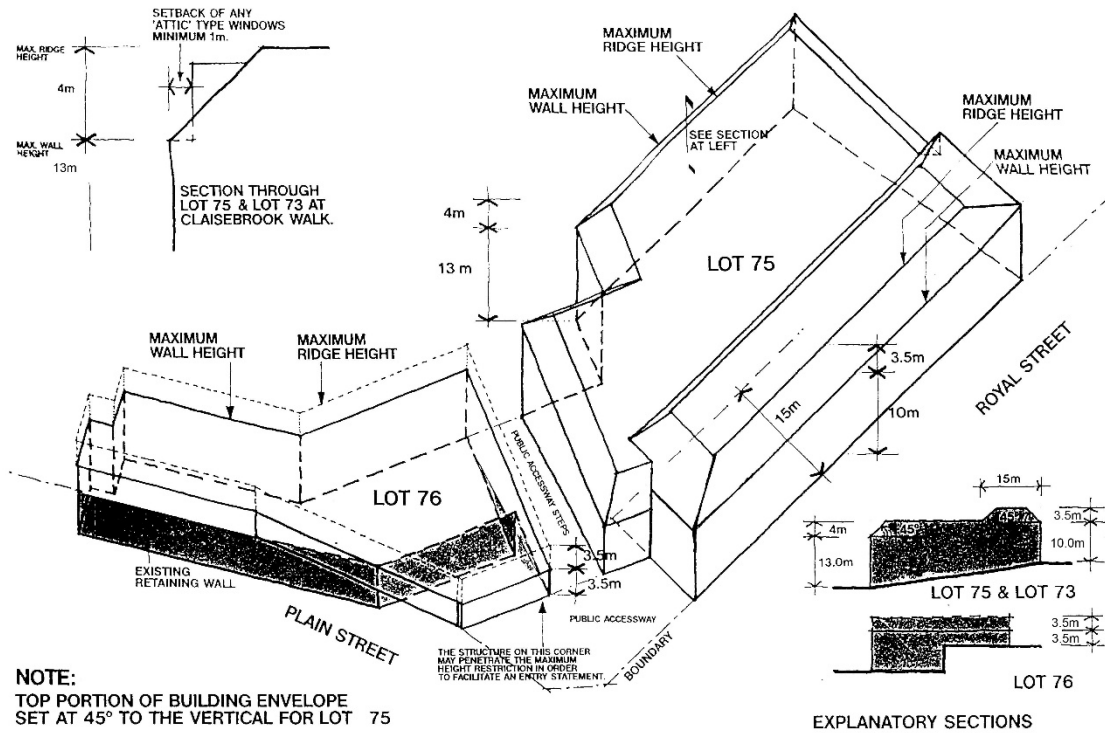 SETBACK OF ANY
'ATTIC' TYPE WINDOWS
MINIMUM 1m.
MAX. RIDGE
HEIGHT
4m
MAX. WALL
HEIGHT
13m
SECTION THROUGH
LOT 75 & LOT 73 AT
CLAISEBROOK WALK.
MAXIMUM
RIDGE HEIGHT
MAXIMUM
WALL HEIGHT
SEE SECTION
AT LEFT
MAXIMUM
RIDGE HEIGHT
MAXIMUM
WALL HEIGHT
4m
13 m
LOT 75
MAXIMUM
WALL HEIGHT
MAXIMUM
RIDGE HEIGHT
3.5m
10m
15m
ROYAL STREET
LOT 76
PUBLIC ACCESSWAY STEPS
3.5m
3.5m
EXISTING
RETAINING WALL
PLAIN STREET
PUBLIC ACCESSWAY
BOUNDARY
THE STRUCTURE ON THIS CORNER
MAY PENETRATE THE MAXIMUM
HEIGHT RESTRICTION IN ORDER
TO FACILITATE AN ENTRY STATEMENT.
15m
4m
45°
45°
3.5m
13.0m
10.0m
LOT 75 & LOT 73
3.5m
3.5m
LOT 76
EXPLANATORY SECTIONS
NOTE:
TOP PORTION OF BUILDING ENVELOPE
SET AT 45° TO THE VERTICAL FOR LOT 75